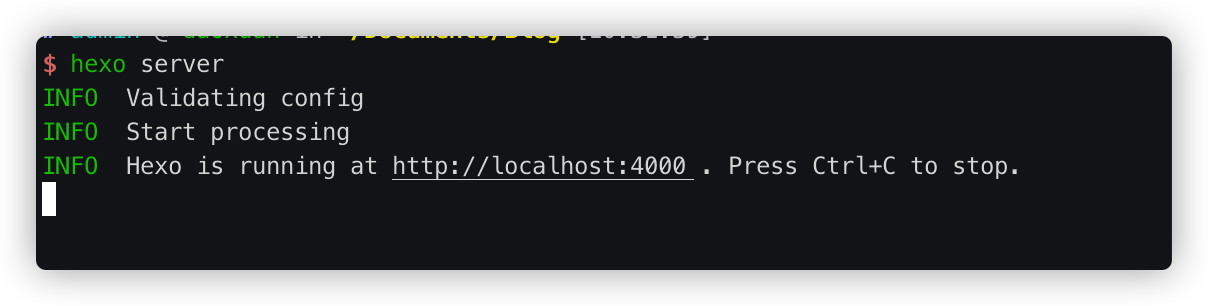 $ hexo server
INFO  Validating config
INFO  Start processing
INFO  Hexo is running at http://localhost:4000 . Press Ctrl+C to stop.